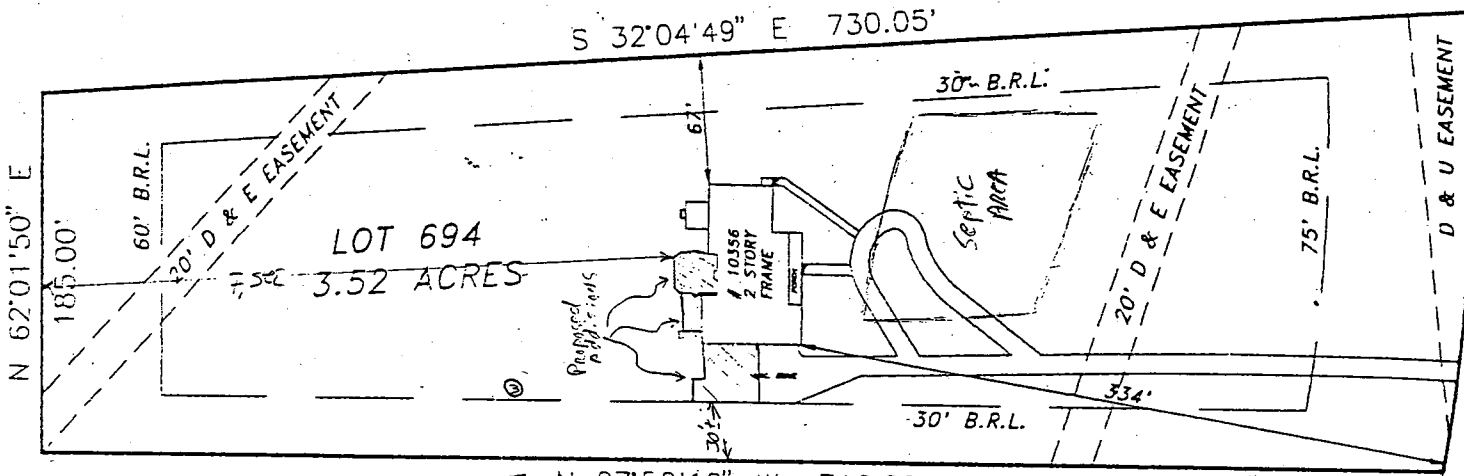 S 32°04'49" E 730.05'
30' B.R.L.
D & U EASEMENT
60' B.R.L.
20' D & E EASEMENT
67'
Septic
AREA
20' D & E EASEMENT
75' B.R.L.
N 62°01'50" E
185.00'
LOT 694
3.52 ACRES
# 10356
2 STORY
FRAME
PORCH
Proposed
Additions
W
334'
30'±
30' B.R.L.